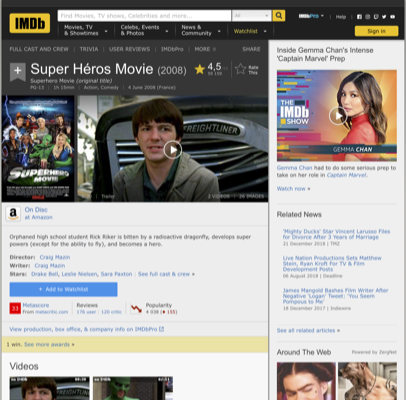 IMDb
Find Movies, TV shows, Celebrities and more...
All
IMDbPro
Help
Movies, TV & Showtimes
Celebs, Events & Photos
News & Community
Watchlist
Sign in
FULL CAST AND CREW | TRIVIA | USER REVIEWS | IMDbPro | MORE
SHARE
Super Héros Movie (2008)
Superhero Movie (original title)
PG-13 | 1h 25min | Action, Comedy | 4 June 2008 (France)
4,5
Rate This
SUPERHERO MOVIE
FREIGHTLINER
Trailer
2 VIDEOS | 26 IMAGES
On Disc
at Amazon
Orphaned high school student Rick Riker is bitten by a radioactive dragonfly, develops super powers (except for the ability to fly), and becomes a hero.
Director: Craig Mazin
Writer: Craig Mazin
Stars: Drake Bell, Leslie Nielsen, Sara Paxton | See full cast & crew »
+ Add to Watchlist
33
Metascore
From metacritic.com
Reviews
176 user | 120 critic
Popularity
4 038 ( 155)
View production, box office, & company info on IMDbPro
1 win. See more awards »
Videos
FREIGHTLINER
Inside Gemma Chan's Intense 'Captain Marvel' Prep
THE IMDb SHOW
GEMMA CHAN
Gemma Chan had to do some serious prep to take on her role in Captain Marvel.
Watch now »
Related News
'Mighty Ducks' Star Vincent Larusso Files for Divorce After 3 Years of Marriage
21 December 2018 | TMZ
Live Nation Productions Sets Matthew Stein, Ryan Kroft For TV & Film Development Posts
06 August 2018 | Deadline
James Mangold Bashes Film Writer After Negative 'Logan' Tweet: 'You Seem Pompous to Me'
18 December 2017 | Indiewire
See all related articles »
Around The Web
Powered by ZergNet